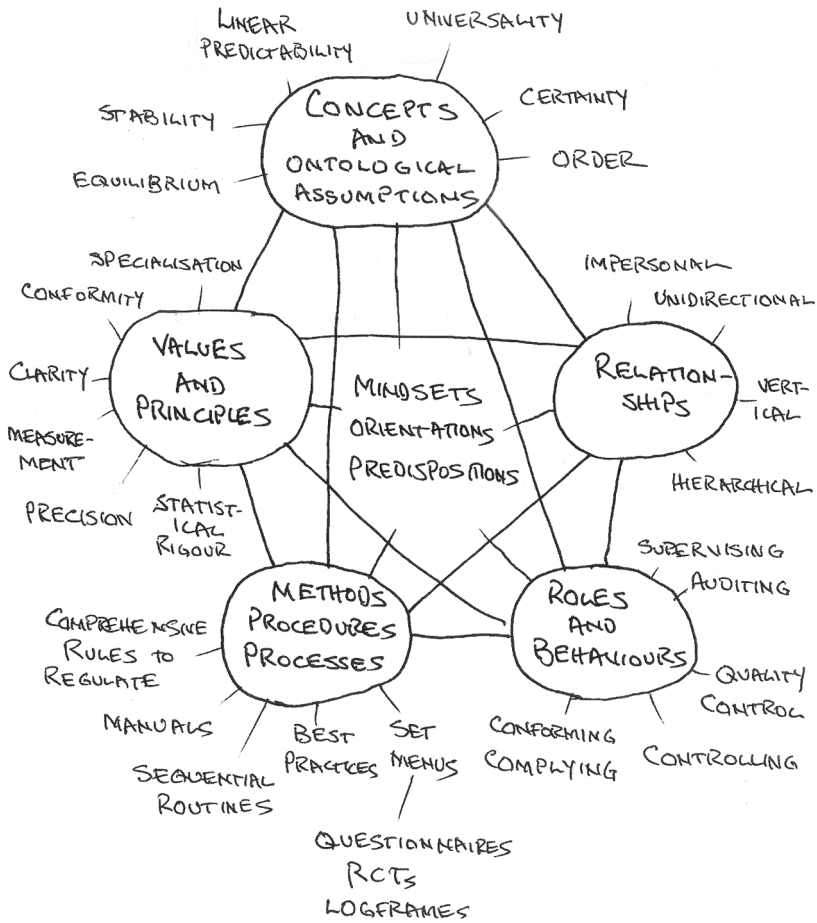 LINEAR
PREDICTABILITY
UNIVERSALITY
STABILITY
CERTAINTY
EQUILIBRIUM
ORDER
CONCEPTS
AND
ONTOLOGICAL
ASSUMPTIONS
SPECIALISATION
CONFORMITY
CLARITY
MEASURE-
MENT
PRECISION
STATIST-
ICAL
RIGOUR
VALUES
AND
PRINCIPLES
MINDSETS
ORIENTATIONS
PREDISPOSITIONS
IMPERSONAL
UNIDIRECTIONAL
RELATION-
SHIPS
VERT-
ICAL
HIERARCHICAL
METHODS
PROCEDURES
PROCESSES
COMPREHENSIVE
RULES TO
REGULATE
MANUALS
SEQUENTIAL
ROUTINES
BEST
PRACTICES
SET
MENUS
QUESTIONNAIRES
RCTs
LOGFRAMES
ROLES
AND
BEHAVIOURS
SUPERVISING
AUDITING
QUALITY
CONTROL
CONTROLLING
CONFORMING
COMPLYING